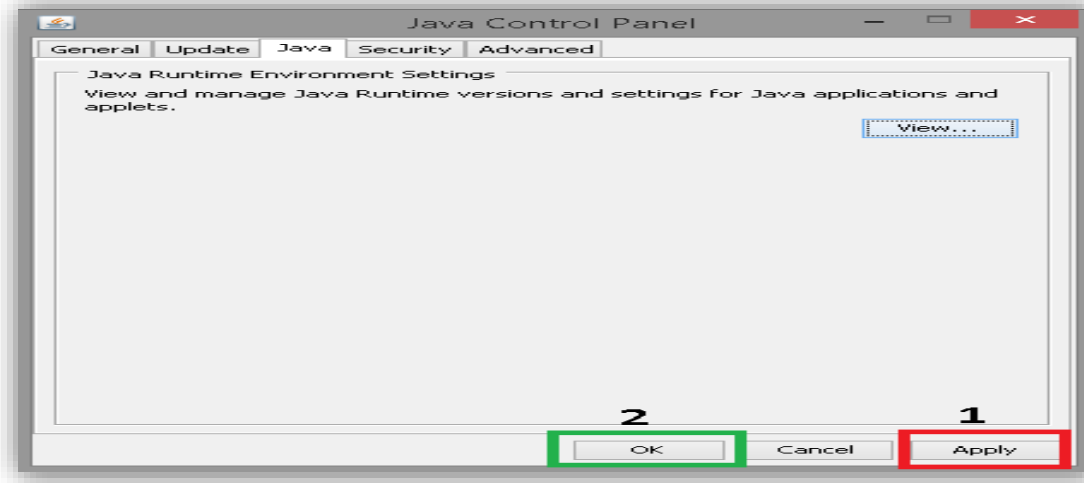 Java Control Panel
General Update Java Security Advanced
Java Runtime Environment Settings
View and manage Java Runtime versions and settings for Java applications and
applets.
View...
2 1
OK Cancel Apply